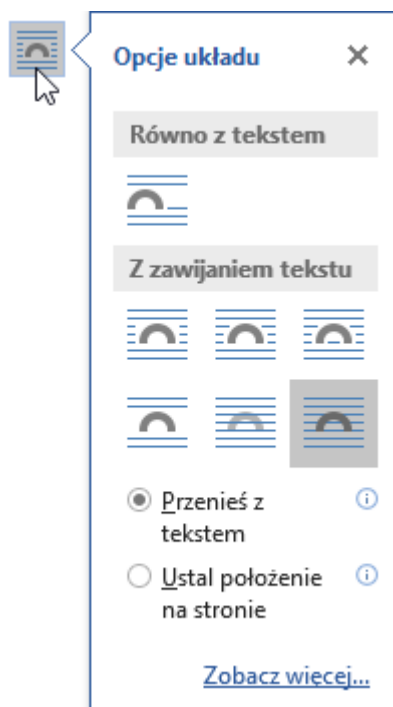 Opcje układu
Równo z tekstem
Z zawijaniem tekstu
Przenieś z
tekstem
Ustal położenie
na stronie
Zobacz więcej...